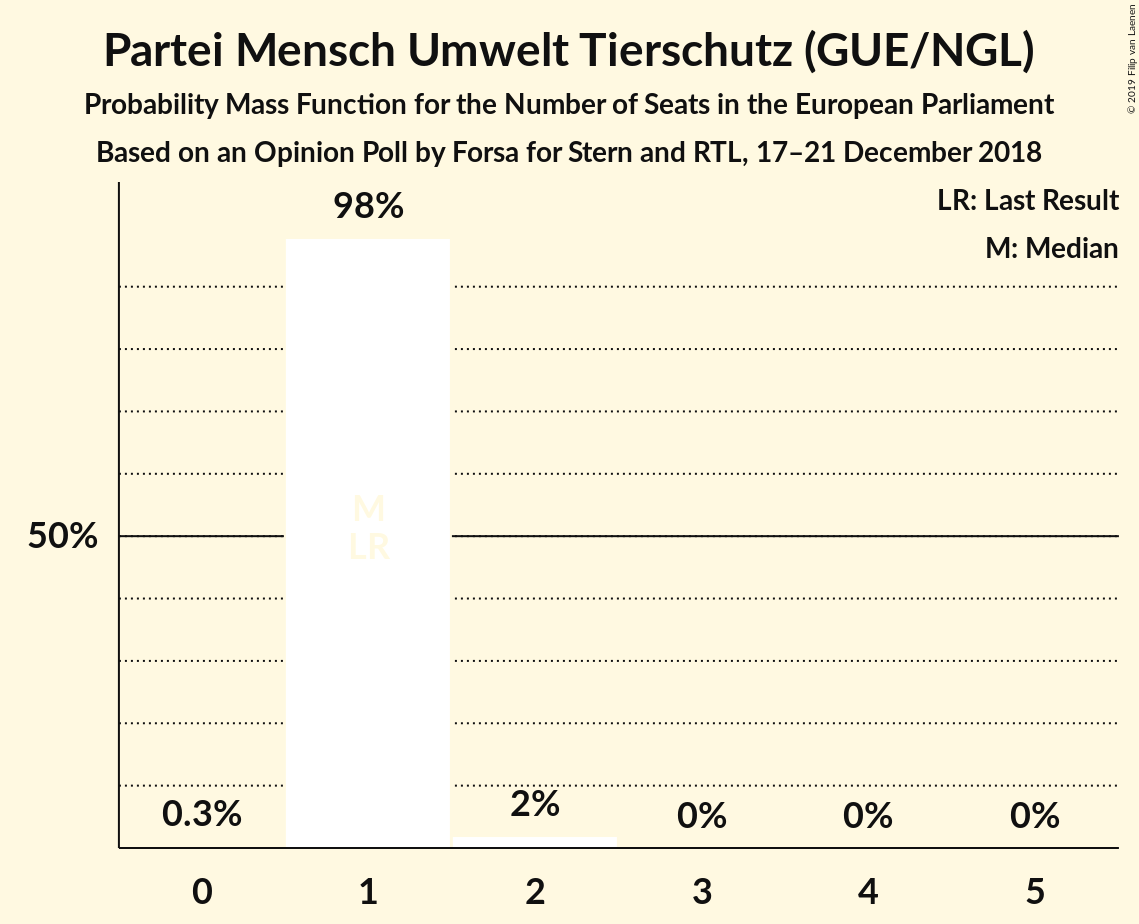 Partei Mensch Umwelt Tierschutz (GUE/NGL)
Probability Mass Function for the Number of Seats in the European Parliament
Based on an Opinion Poll by Forsa for Stern and RTL, 17–21 December 2018
© 2019 Filip van Laenen
LR: Last Result
M: Median
98%
M
LR
50%
0.3%
2%
0%
0%
0%
0
1
2
3
4
5